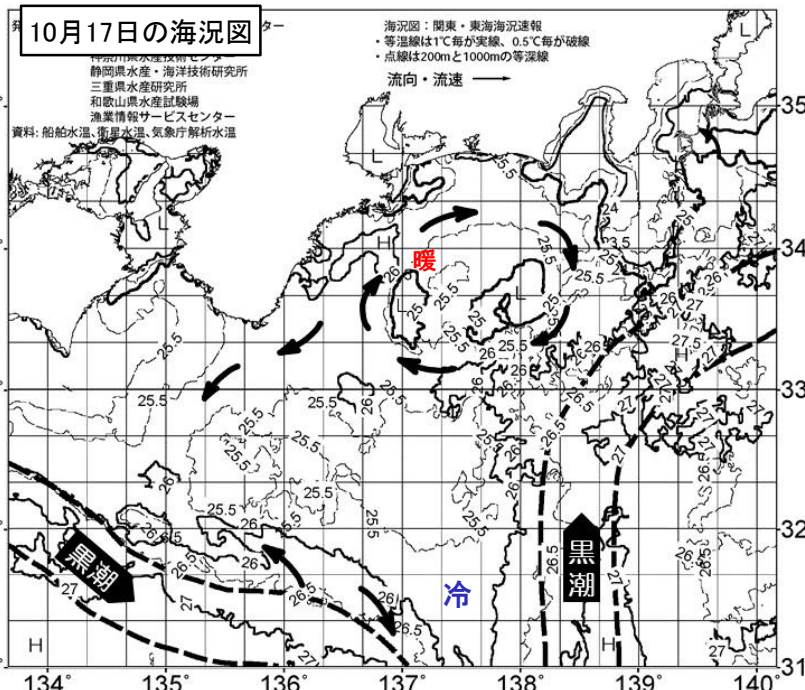 10月17日の海況図
海況図：関東・東海海況速報
・等温線は1℃毎が実線、0.5℃毎が破線
・点線は200mと1000mの等深線
流向・流速
神奈川県水産技術センター
静岡県水産・海洋技術研究所
三重県水産研究所
和歌山県水産試験場
漁業情報サービスセンター
資料: 船舶水温、衛星水温、気象庁解析水温
35
34
33
32
31
暖
冷
黒潮
黒潮
H
H
H
H
L
L
L
L
L
L
24
25
25.5
25.5
25.5
25.5
25.5
26
26
26
26
26.5
26.5
26.5
26.5
27
27
27
27
27.5
134
135
136
137
138
139
140